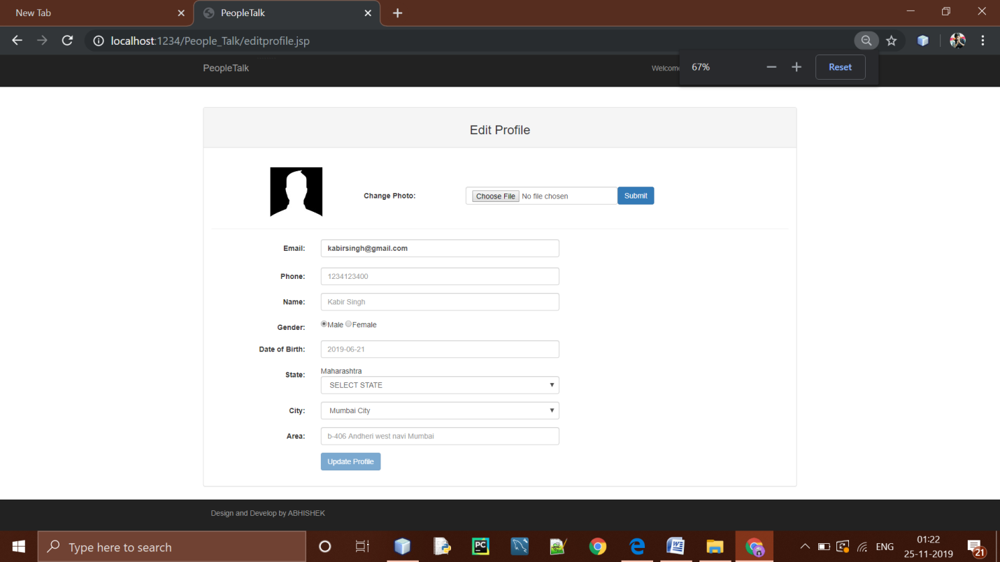 New Tab
PeopleTalk
localhost:1234/People_Talk/editprofile.jsp
PeopleTalk
Welcome
67%
Reset
Edit Profile
Change Photo:
Choose File No file chosen
Submit
Email: kabirsingh@gmail.com
Phone: 1234123400
Name: Kabir Singh
Gender: Male Female
Date of Birth: 2019-06-21
State: Maharashtra
SELECT STATE
City: Mumbai City
Area: b-406 Andheri west navi Mumbai
Update Profile
Design and Develop by ABHISHEK
Type here to search
PC
W
ENG
01:22
25-11-2019
21